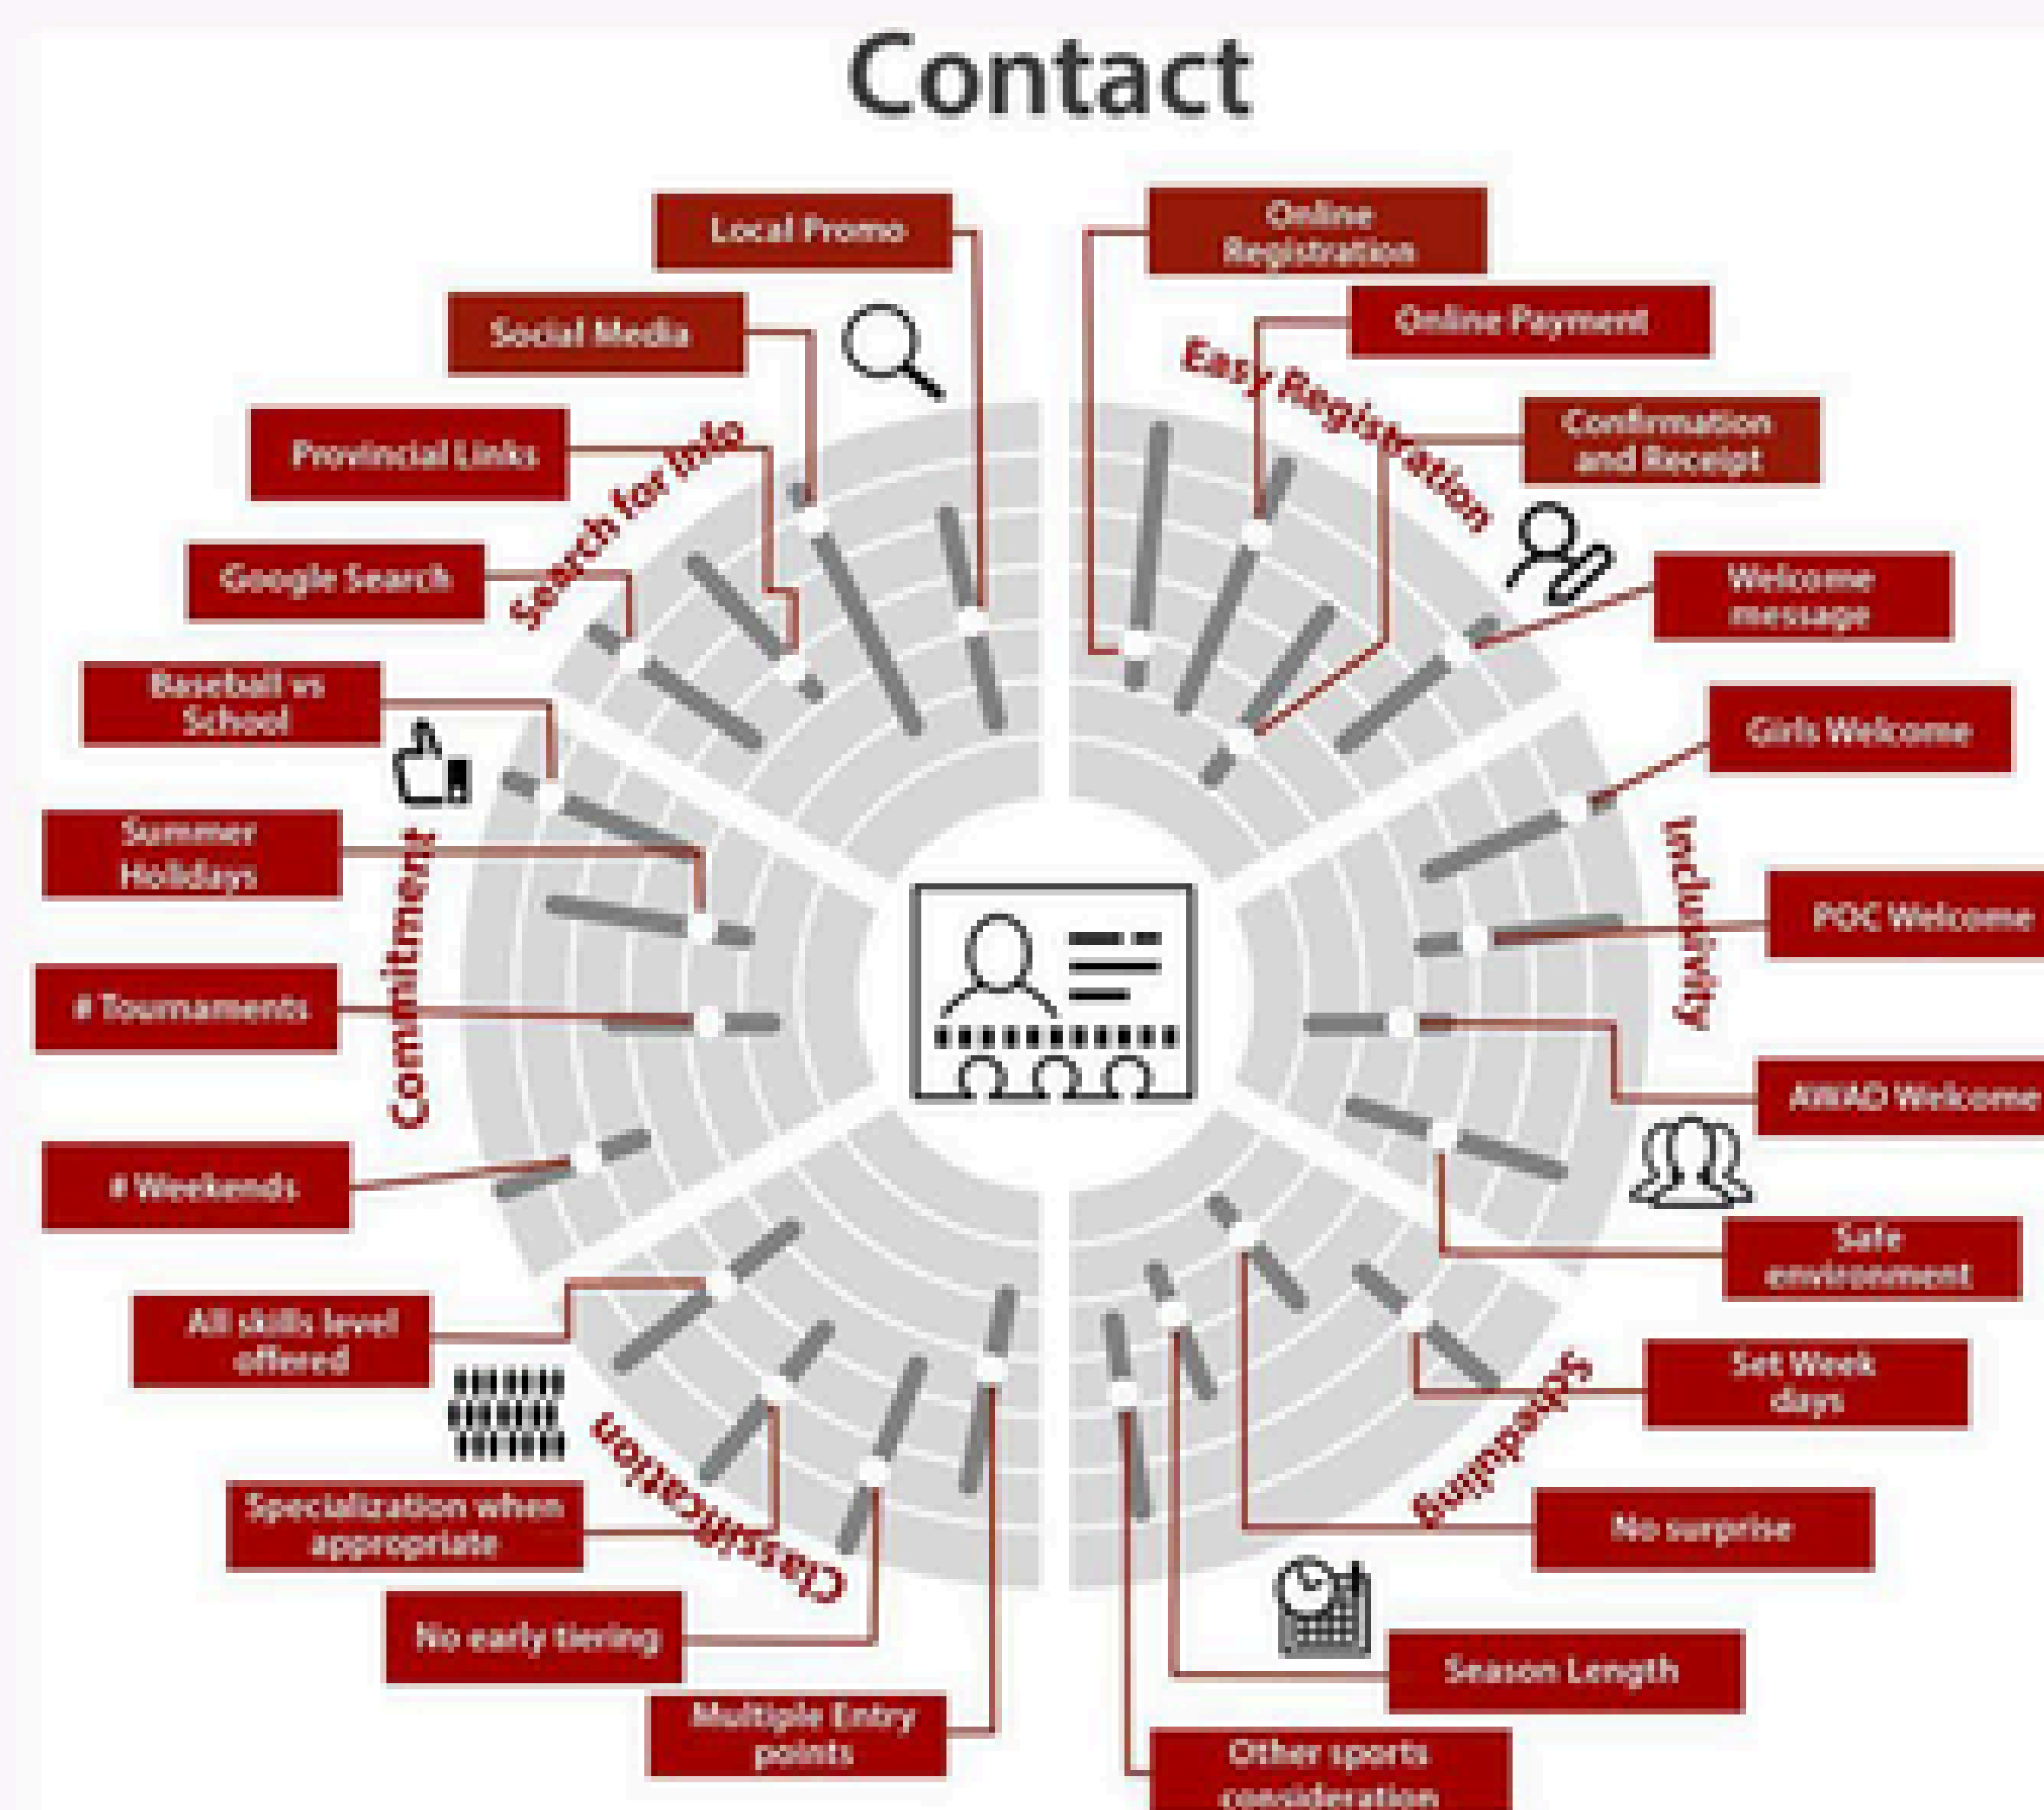 Contact
Local Promo
Online
Registration
Social Media
Online Payment
Easy Registration
Provincial Links
Search for Info
Confirmation
and Receipt
Google Search
Welcome
message
Baseball vs
School
Girls Welcome
Summer
Holidays
Commitment
Inclusivity
POC Welcome
# Tournaments
AWAD Welcome
# Weekends
Safe
environment
All skills level
offered
Set Week
days
Scheduling
Classification
Specialization when
appropriate
No surprise
No early tiering
Season Length
Multiple Entry
points
Other sports
consideration